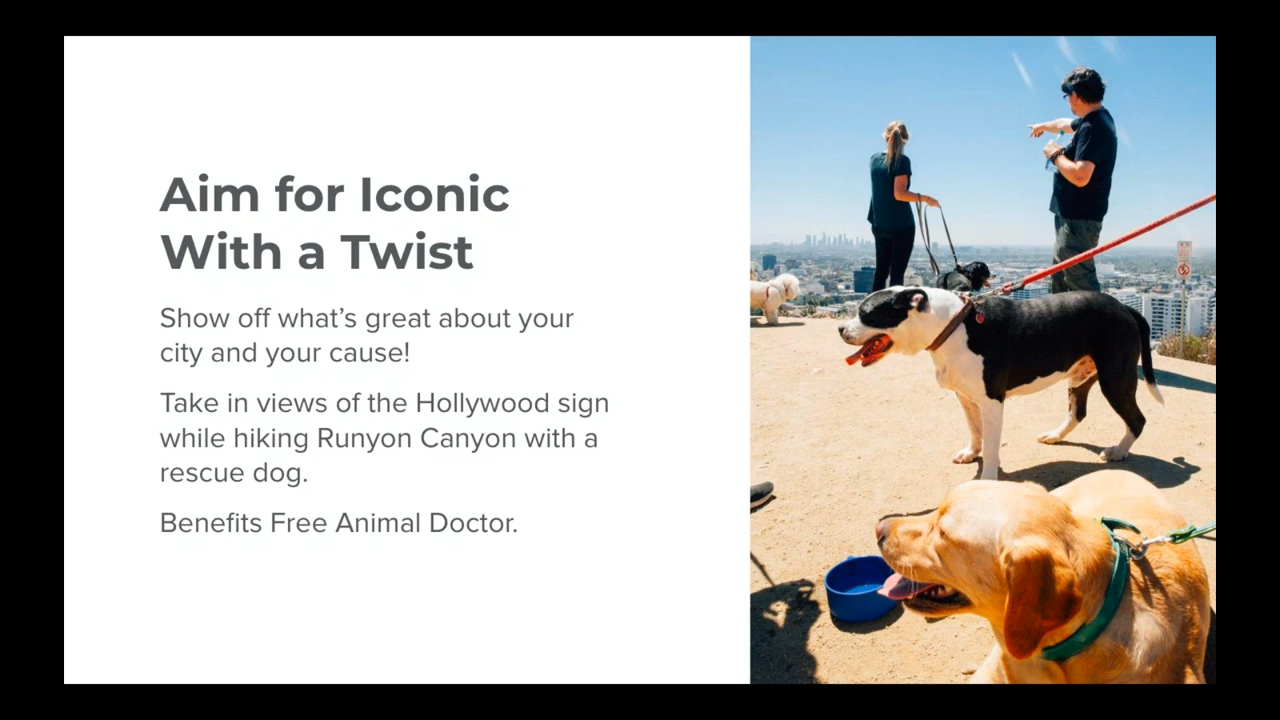 Aim for Iconic
With a Twist
Show off what’s great about your
city and your cause!
Take in views of the Hollywood sign
while hiking Runyon Canyon with a
rescue dog.
Benefits Free Animal Doctor.